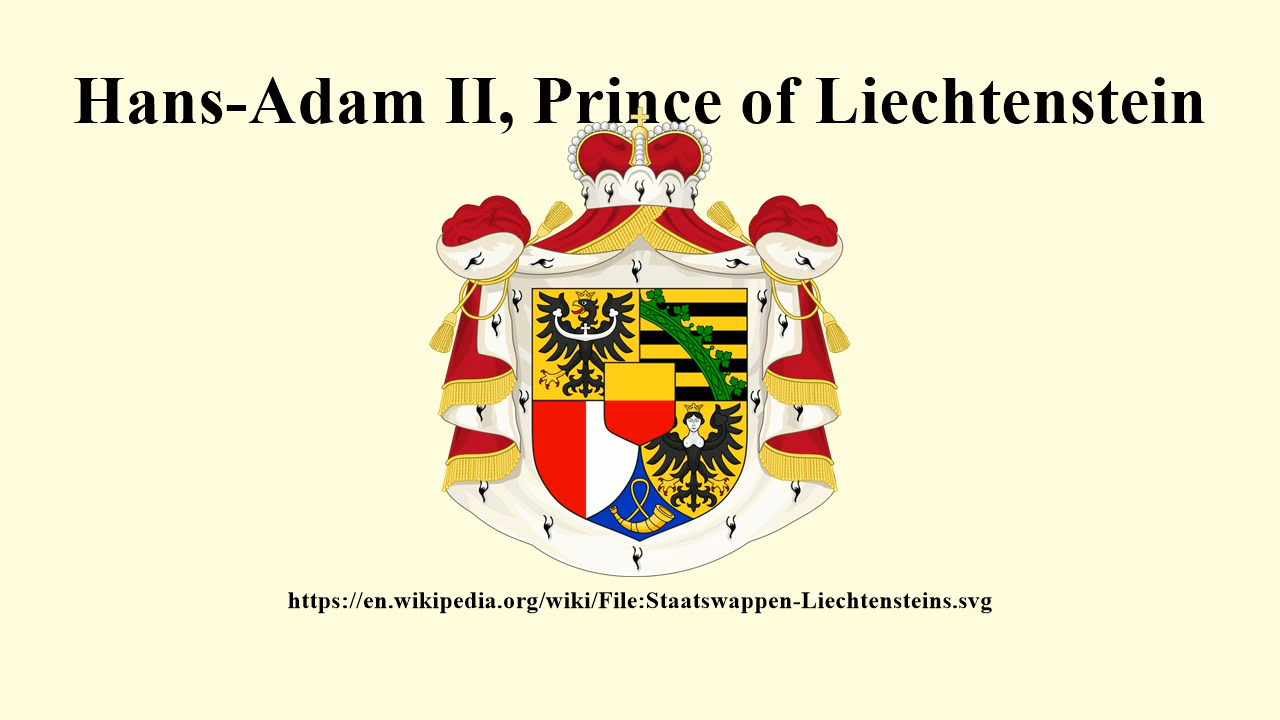 Hans-Adam II, Prince of Liechtenstein
https://en.wikipedia.org/wiki/File:Staatswappen-Liechtensteins.svg